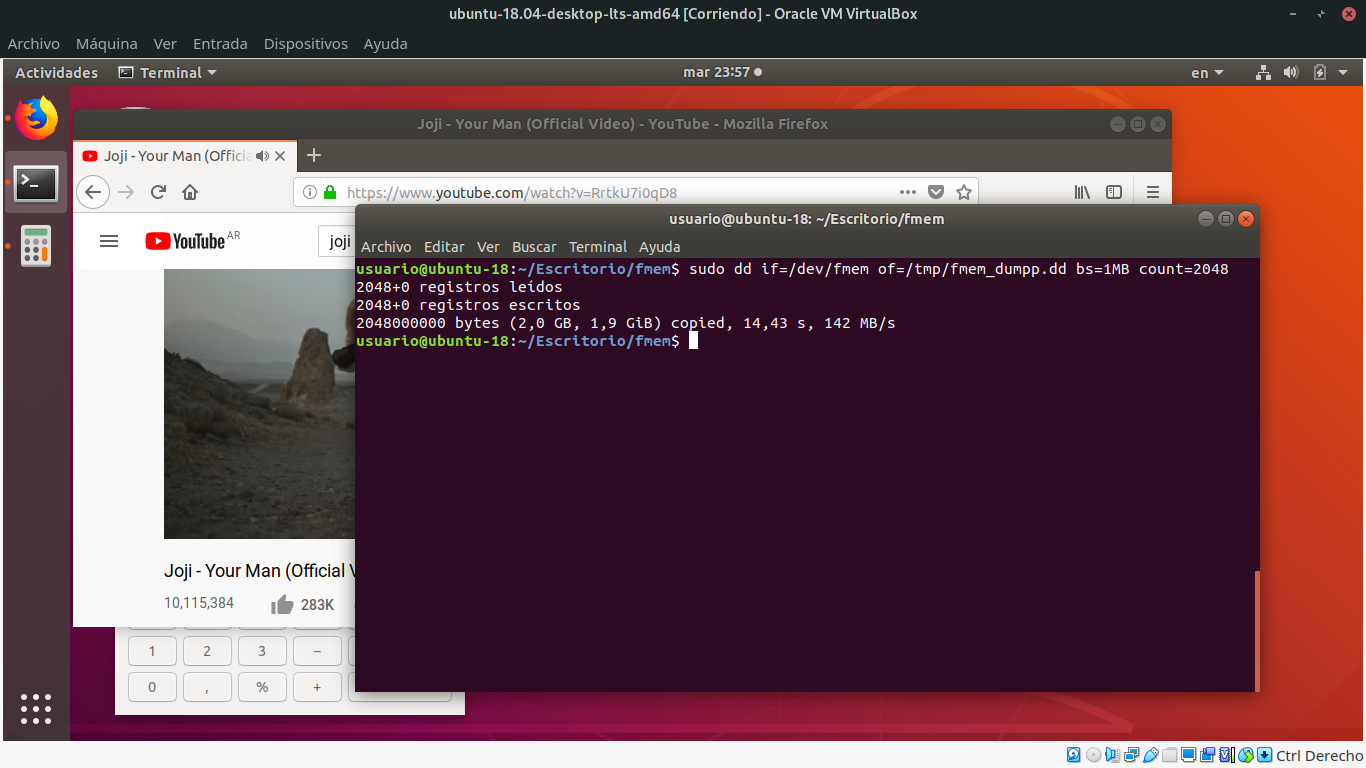 ubuntu-18.04-desktop-lts-amd64 [Corriendo] - Oracle VM VirtualBox
Archivo Máquina Ver Entrada Dispositivos Ayuda
Actividades Terminal mar 23:57 en
Joji - Your Man (Official Video) - YouTube - Mozilla Firefox
Joji - Your Man (Officia
https://www.youtube.com/watch?v=RrtkU7i0qD8
YouTube AR joji
usuario@ubuntu-18: ~/Escritorio/fmem
Archivo Editar Ver Buscar Terminal Ayuda
usuario@ubuntu-18:~/Escritorio/fmem$ sudo dd if=/dev/fmem of=/tmp/fmem_dumpp.dd bs=1MB count=2048
2048+0 registros leídos
2048+0 registros escritos
2048000000 bytes (2,0 GB, 1,9 GiB) copied, 14,43 s, 142 MB/s
usuario@ubuntu-18:~/Escritorio/fmem$
Joji - Your Man (Official V
10,115,384 283K
1 2 3 −
0 , % +
Ctrl Derecho